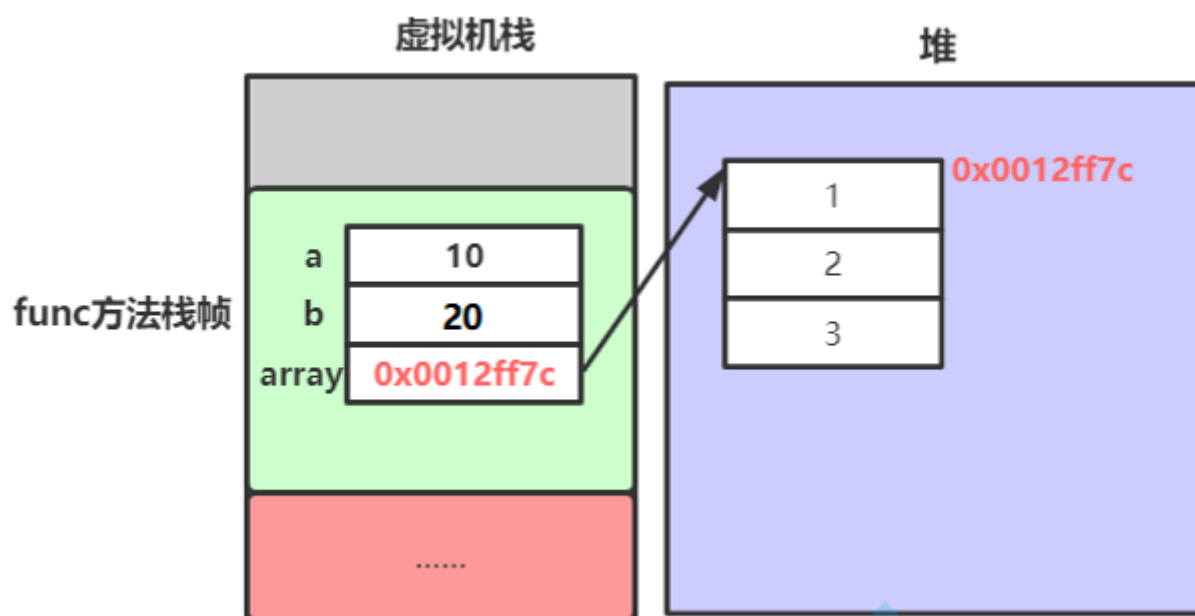 虚拟机栈
堆
0x0012ff7c
1
a
10
2
func方法栈帧
b
20
3
array
0x0012ff7c
......